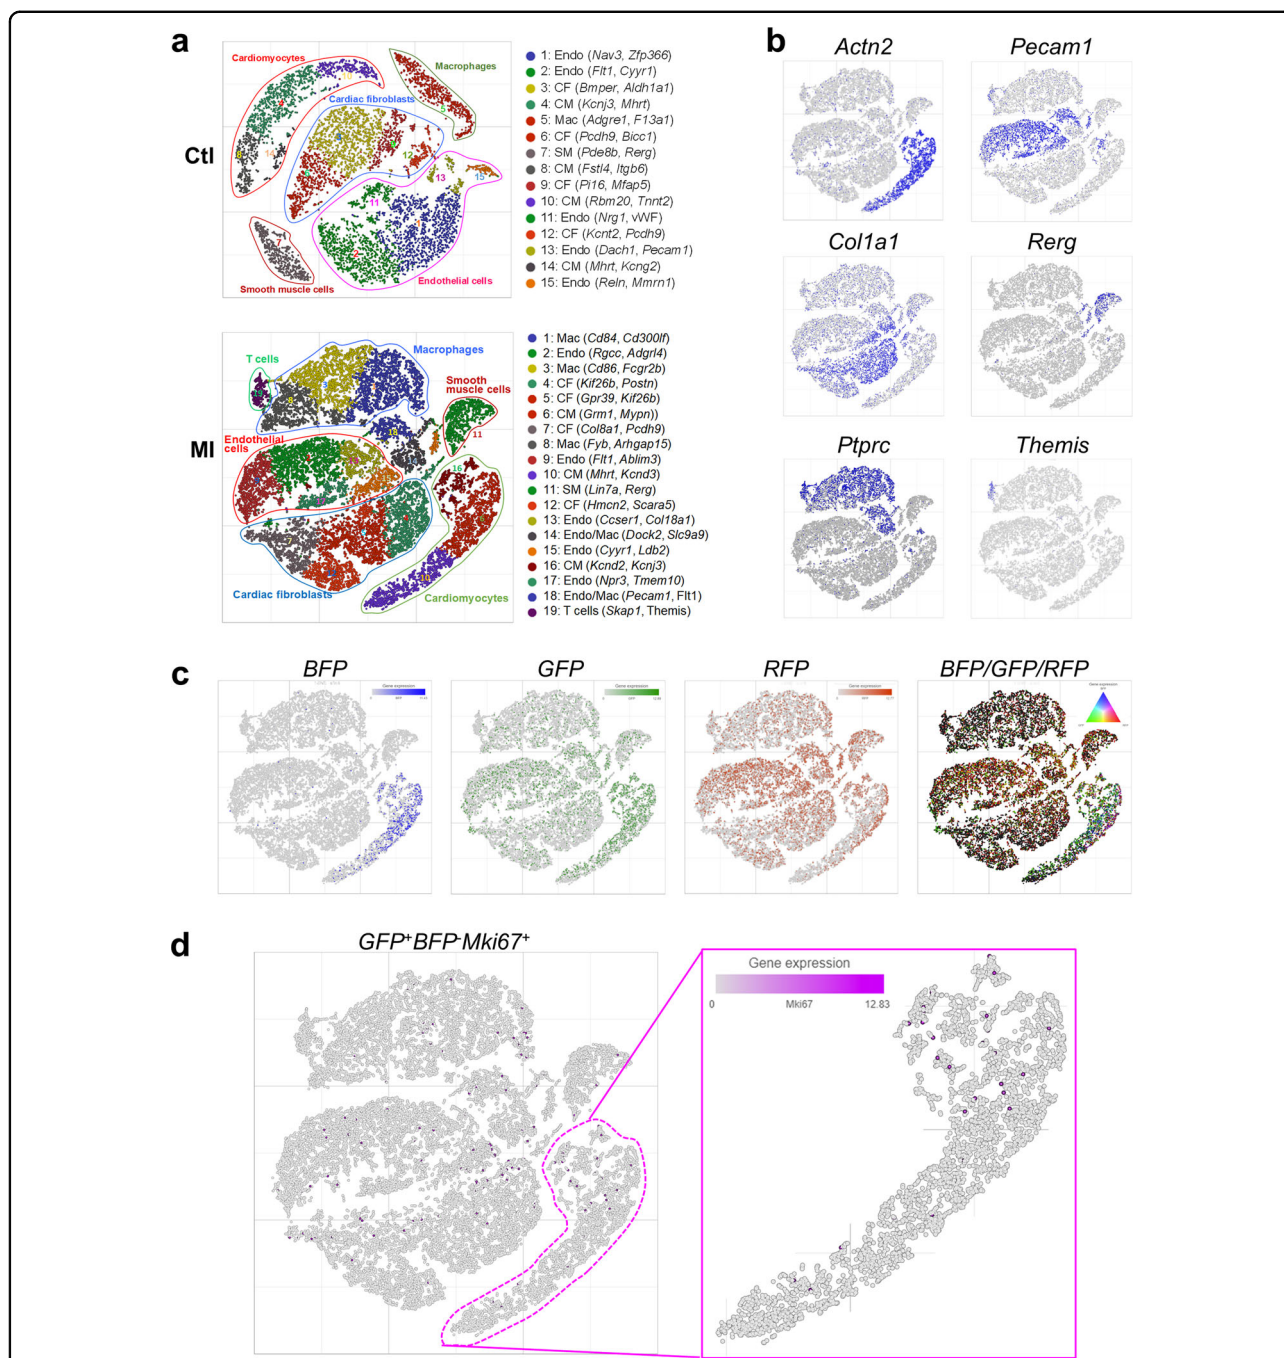 a
Ctl
Cardiomyocytes
Macrophages
Cardiac fibroblasts
Smooth muscle cells
Endothelial cells
1: Endo (Nav3, Zfp366)
2: Endo (Flt1, Cyyr1)
3: CF (Bmper, Aldh1a1)
4: CM (Kcnj3, Mhrt)
5: Mac (Adgre1, F13a1)
6: CF (Pcdh9, Bicc1)
7: SM (Pde8b, Rerg)
8: CM (Fstl4, Itgb6)
9: CF (Pi16, Mfap5)
10: CM (Rbm20, Tnnt2)
11: Endo (Nrg1, vWF)
12: CF (Kcnt2, Pcdh9)
13: Endo (Dach1, Pecam1)
14: CM (Mhrt, Kcng2)
15: Endo (Reln, Mmrn1)
MI
T cells
Macrophages
Smooth
muscle cells
Endothelial
cells
Cardiac fibroblasts
Cardiomyocytes
1: Mac (Cd84, Cd300lf)
2: Endo (Rgcc, Adgrl4)
3: Mac (Cd86, Fcgr2b)
4: CF (Kif26b, Postn)
5: CF (Gpr39, Kif26b)
6: CM (Grm1, Mypn))
7: CF (Col8a1, Pcdh9)
8: Mac (Fyb, Arhgap15)
9: Endo (Flt1, Ablim3)
10: CM (Mhrt, Kcnd3)
11: SM (Lin7a, Rerg)
12: CF (Hmcn2, Scara5)
13: Endo (Ccser1, Col18a1)
14: Endo/Mac (Dock2, Slc9a9)
15: Endo (Cyyr1, Ldb2)
16: CM (Kcnd2, Kcnj3)
17: Endo (Npr3, Tmem10)
18: Endo/Mac (Pecam1, Flt1)
19: T cells (Skap1, Themis)
b
Actn2
Pecam1
Col1a1
Rerg
Ptprc
Themis
c
BFP
GFP
RFP
BFP/GFP/RFP
Gene expression
Gene expression
Gene expression
Gene expression
d
GFP⁺BFP⁻Mki67⁺
Gene expression
0 Mki67 12.83